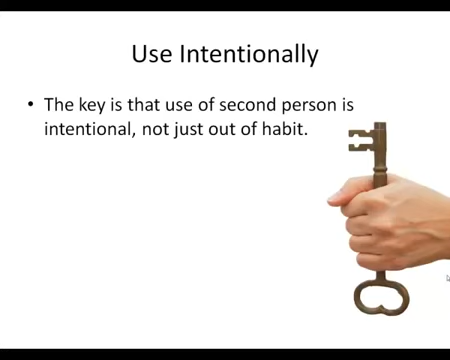 Use Intentionally
• The key is that use of second person is
intentional, not just out of habit.